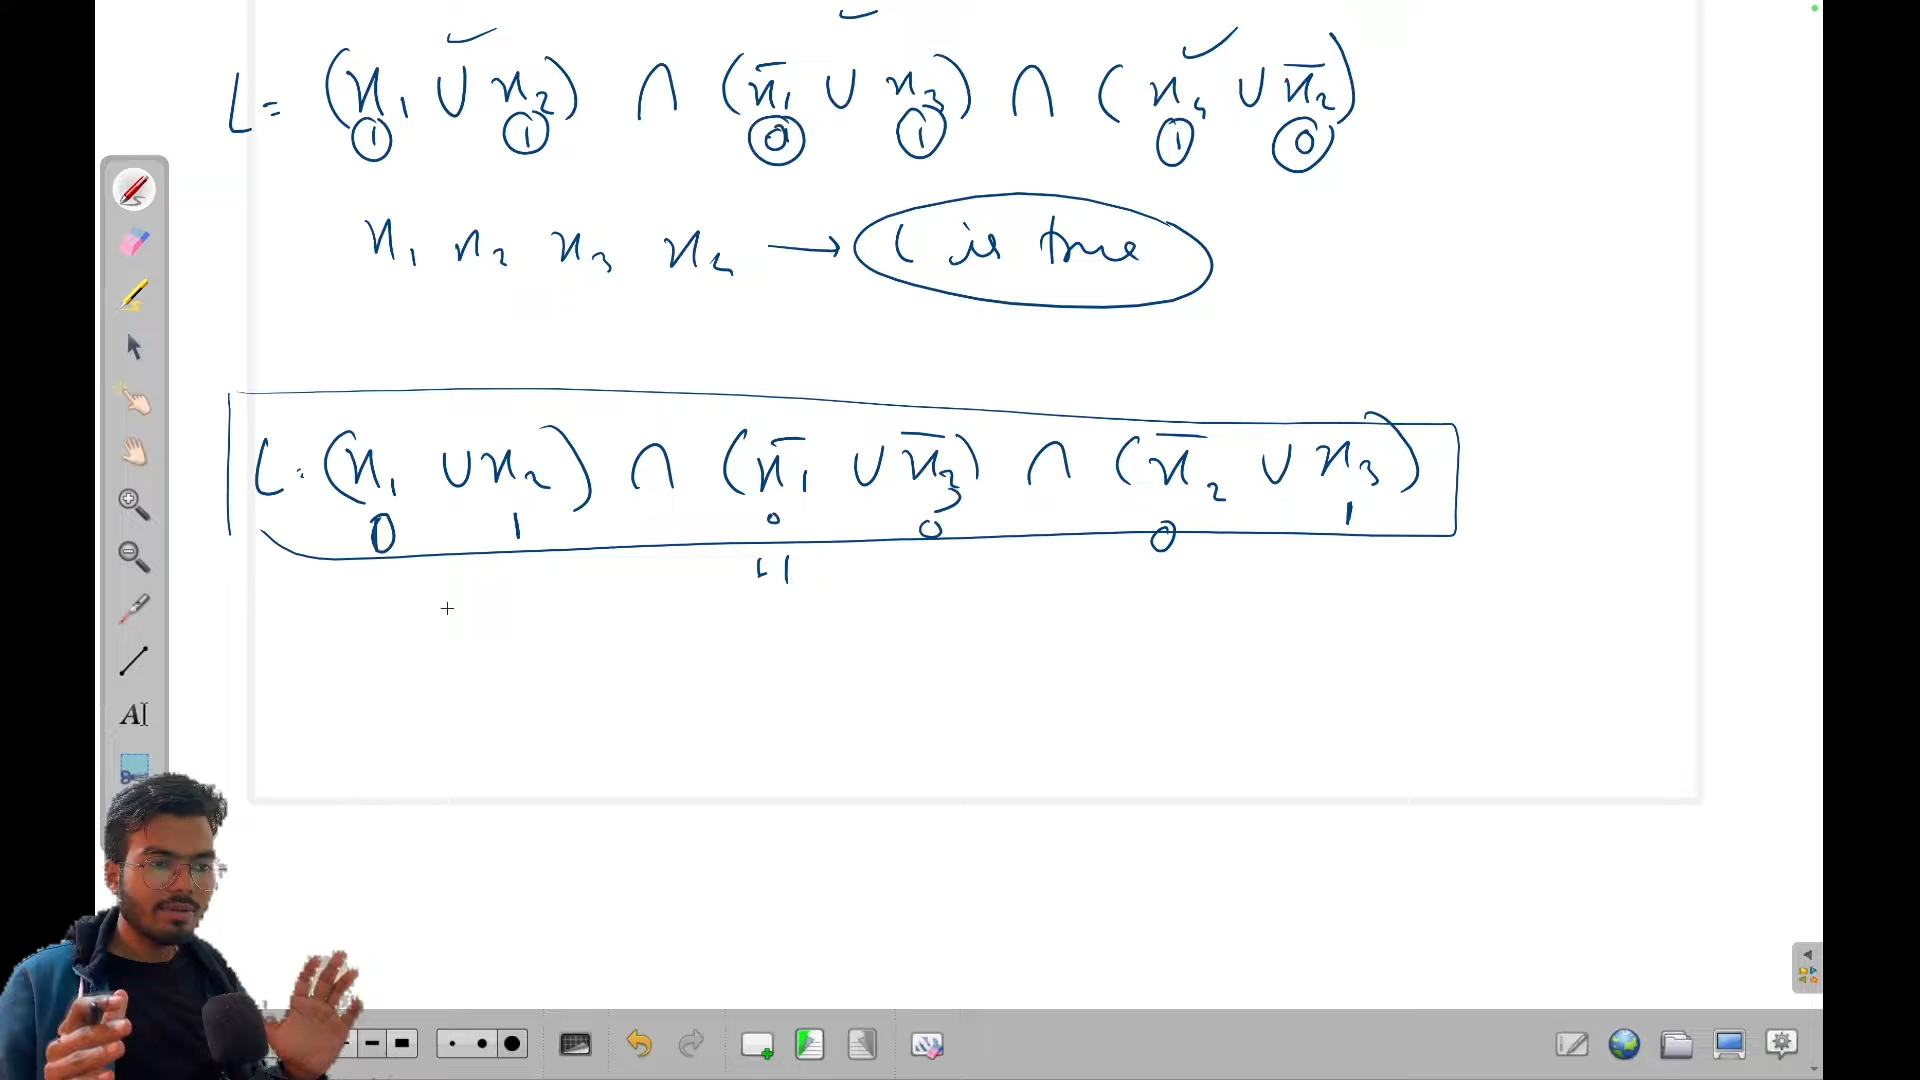 L = (x₁ ∪ x₂) ∩ (x̄₁ ∪ x₃) ∩ (x₄ ∪ x̄₂)
1 1 0 1 1 0
x₁ x₂ x₃ x₄ → L is true
L : (x₁ ∪ x₂) ∩ (x̄₁ ∪ x̄₃) ∩ (x̄₂ ∪ x₃)
0 1 0 0 0 1
AI